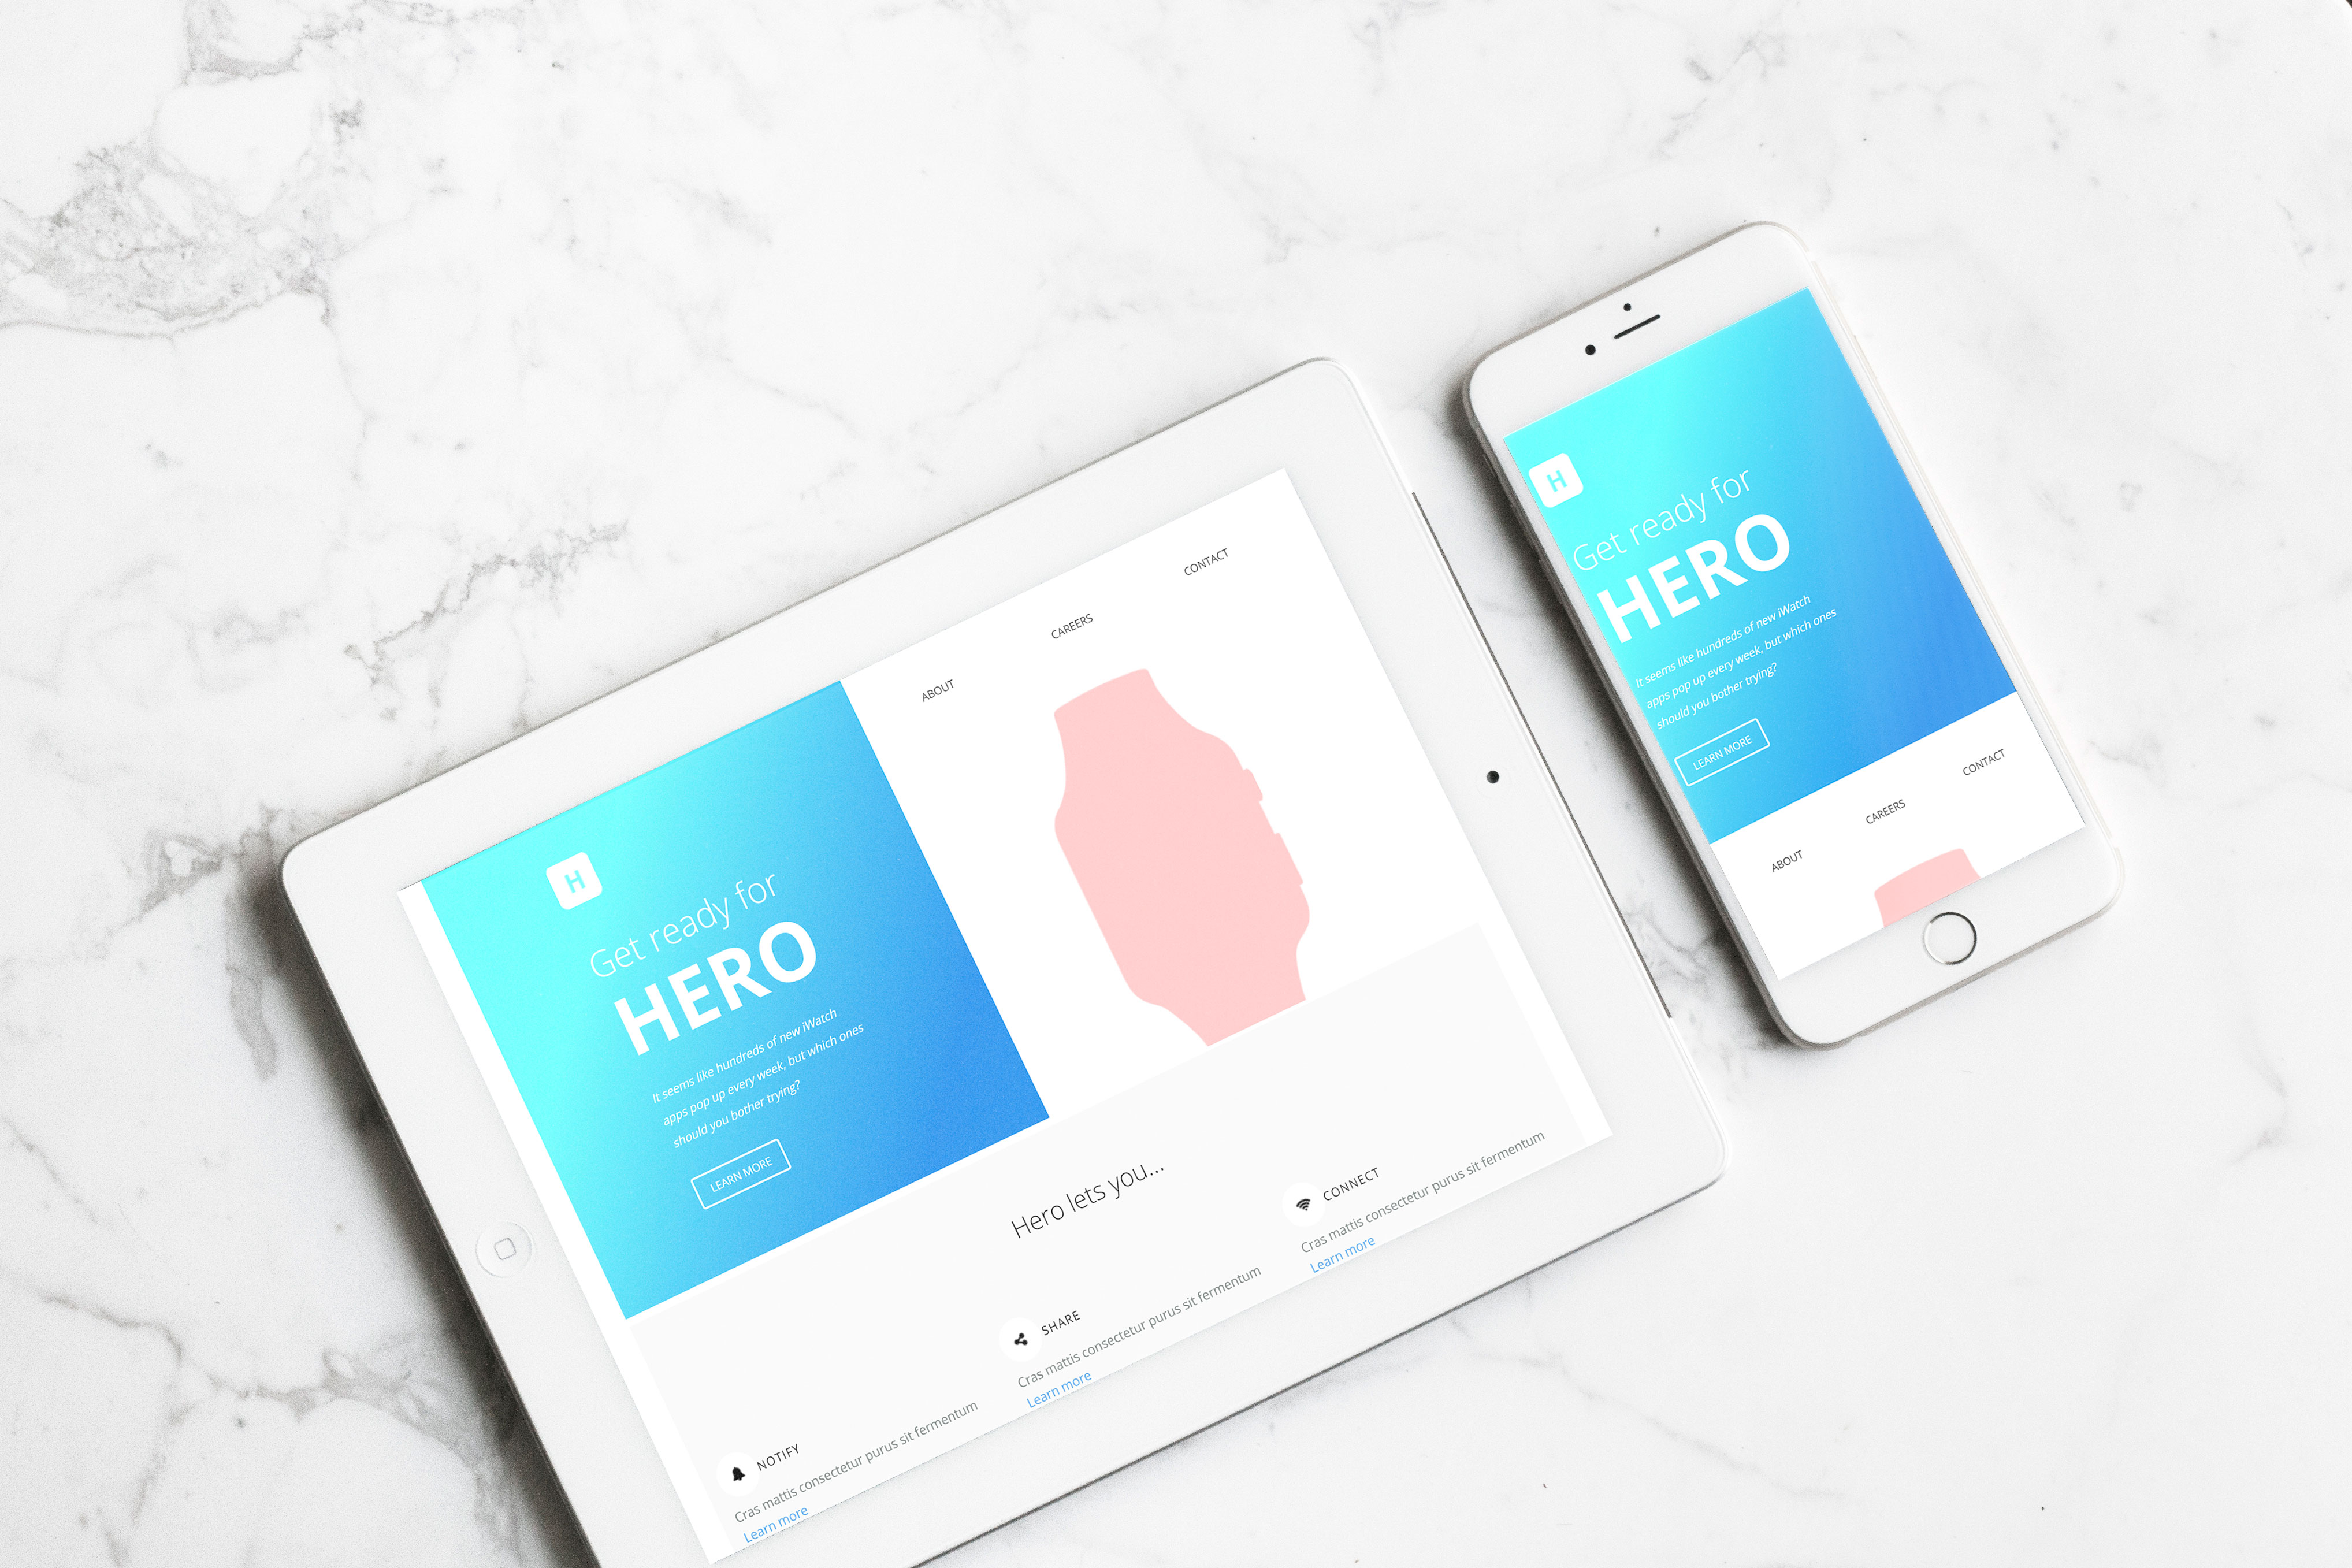 H
Get ready for
HERO
It seems like hundreds of new iWatch
apps pop up every week, but which ones
should you bother trying?
LEARN MORE
ABOUT
CAREERS
CONTACT
Hero lets you...
NOTIFY
Cras mattis consectetur purus sit fermentum
Learn more
SHARE
Cras mattis consectetur purus sit fermentum
Learn more
CONNECT
Cras mattis consectetur purus sit fermentum
Learn more
H
Get ready for
HERO
It seems like hundreds of new iWatch
apps pop up every week, but which ones
should you bother trying?
LEARN MORE
ABOUT
CAREERS
CONTACT